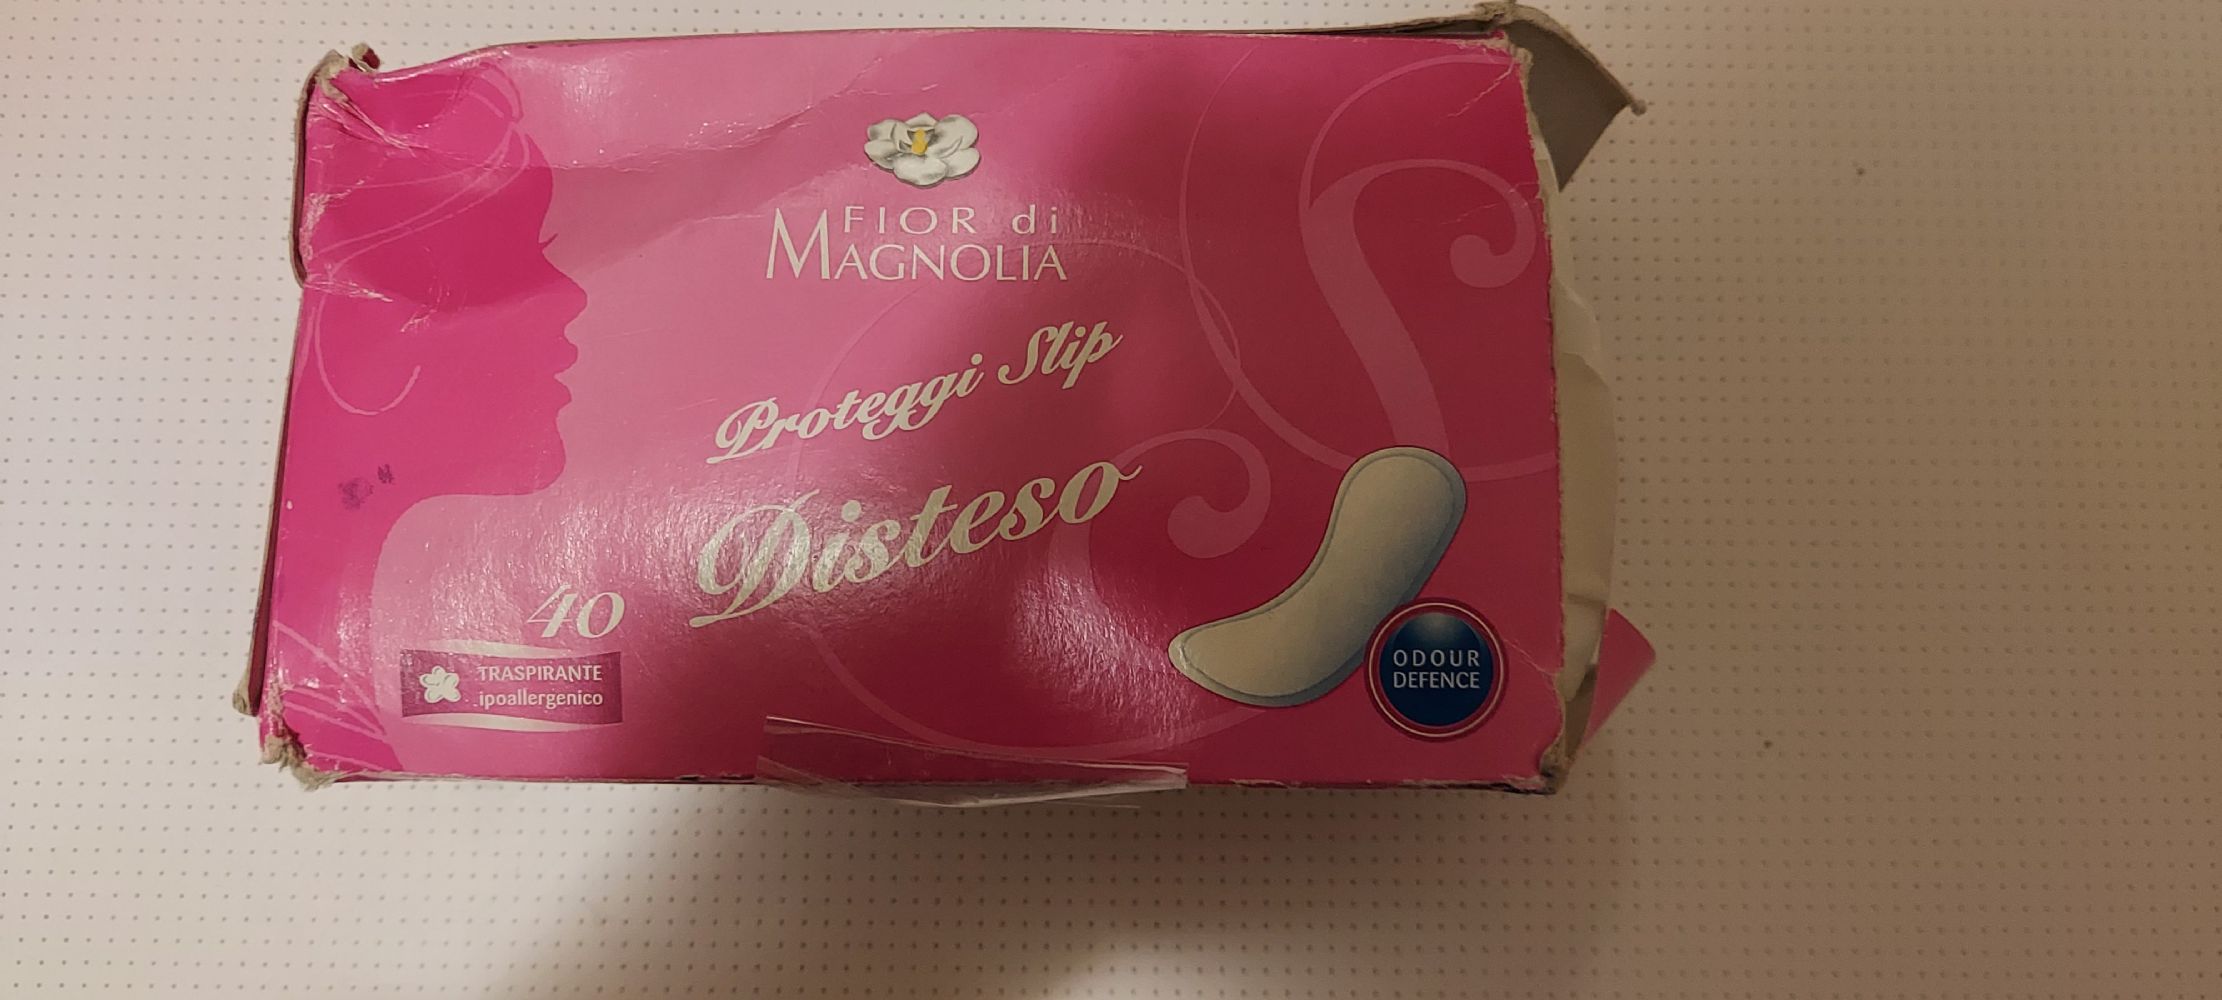 FIOR di
MAGNOLIA
Proteggi Slip
Disteso
40
TRASPIRANTE
ipoallergenico
ODOUR
DEFENCE